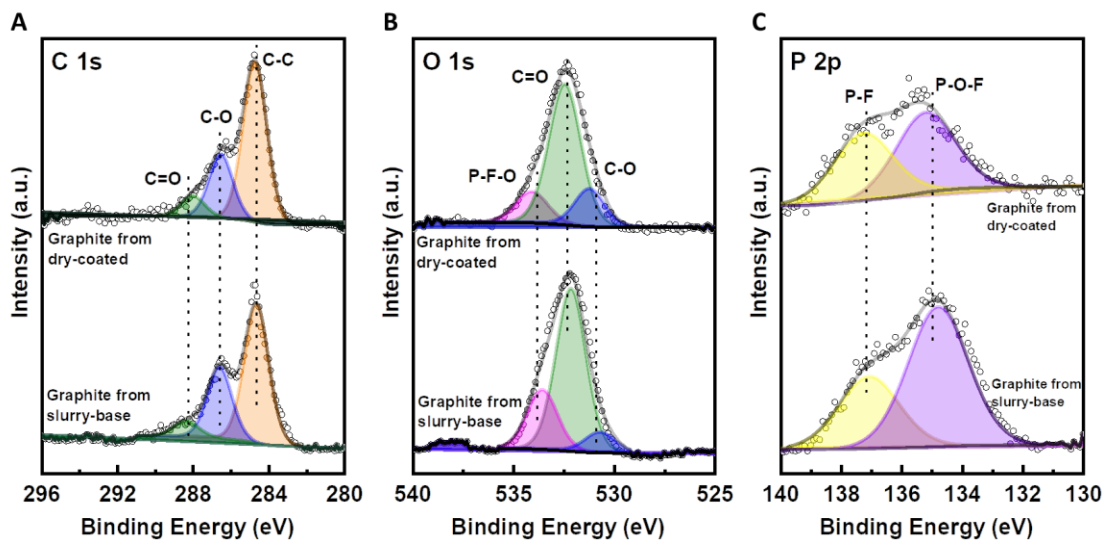 A
C 1s
C-C
C-O
C=O
Graphite from
dry-coated
Graphite from
slurry-base
Intensity (a.u.)
296 292 288 284 280
Binding Energy (eV)
B
O 1s
C=O
P-F-O
C-O
Graphite from
dry-coated
Graphite from
slurry-base
Intensity (a.u.)
540 535 530 525
Binding Energy (eV)
C
P 2p
P-F
P-O-F
Graphite from
dry-coated
Graphite from
slurry-base
Intensity (a.u.)
140 138 136 134 132 130
Binding Energy (eV)